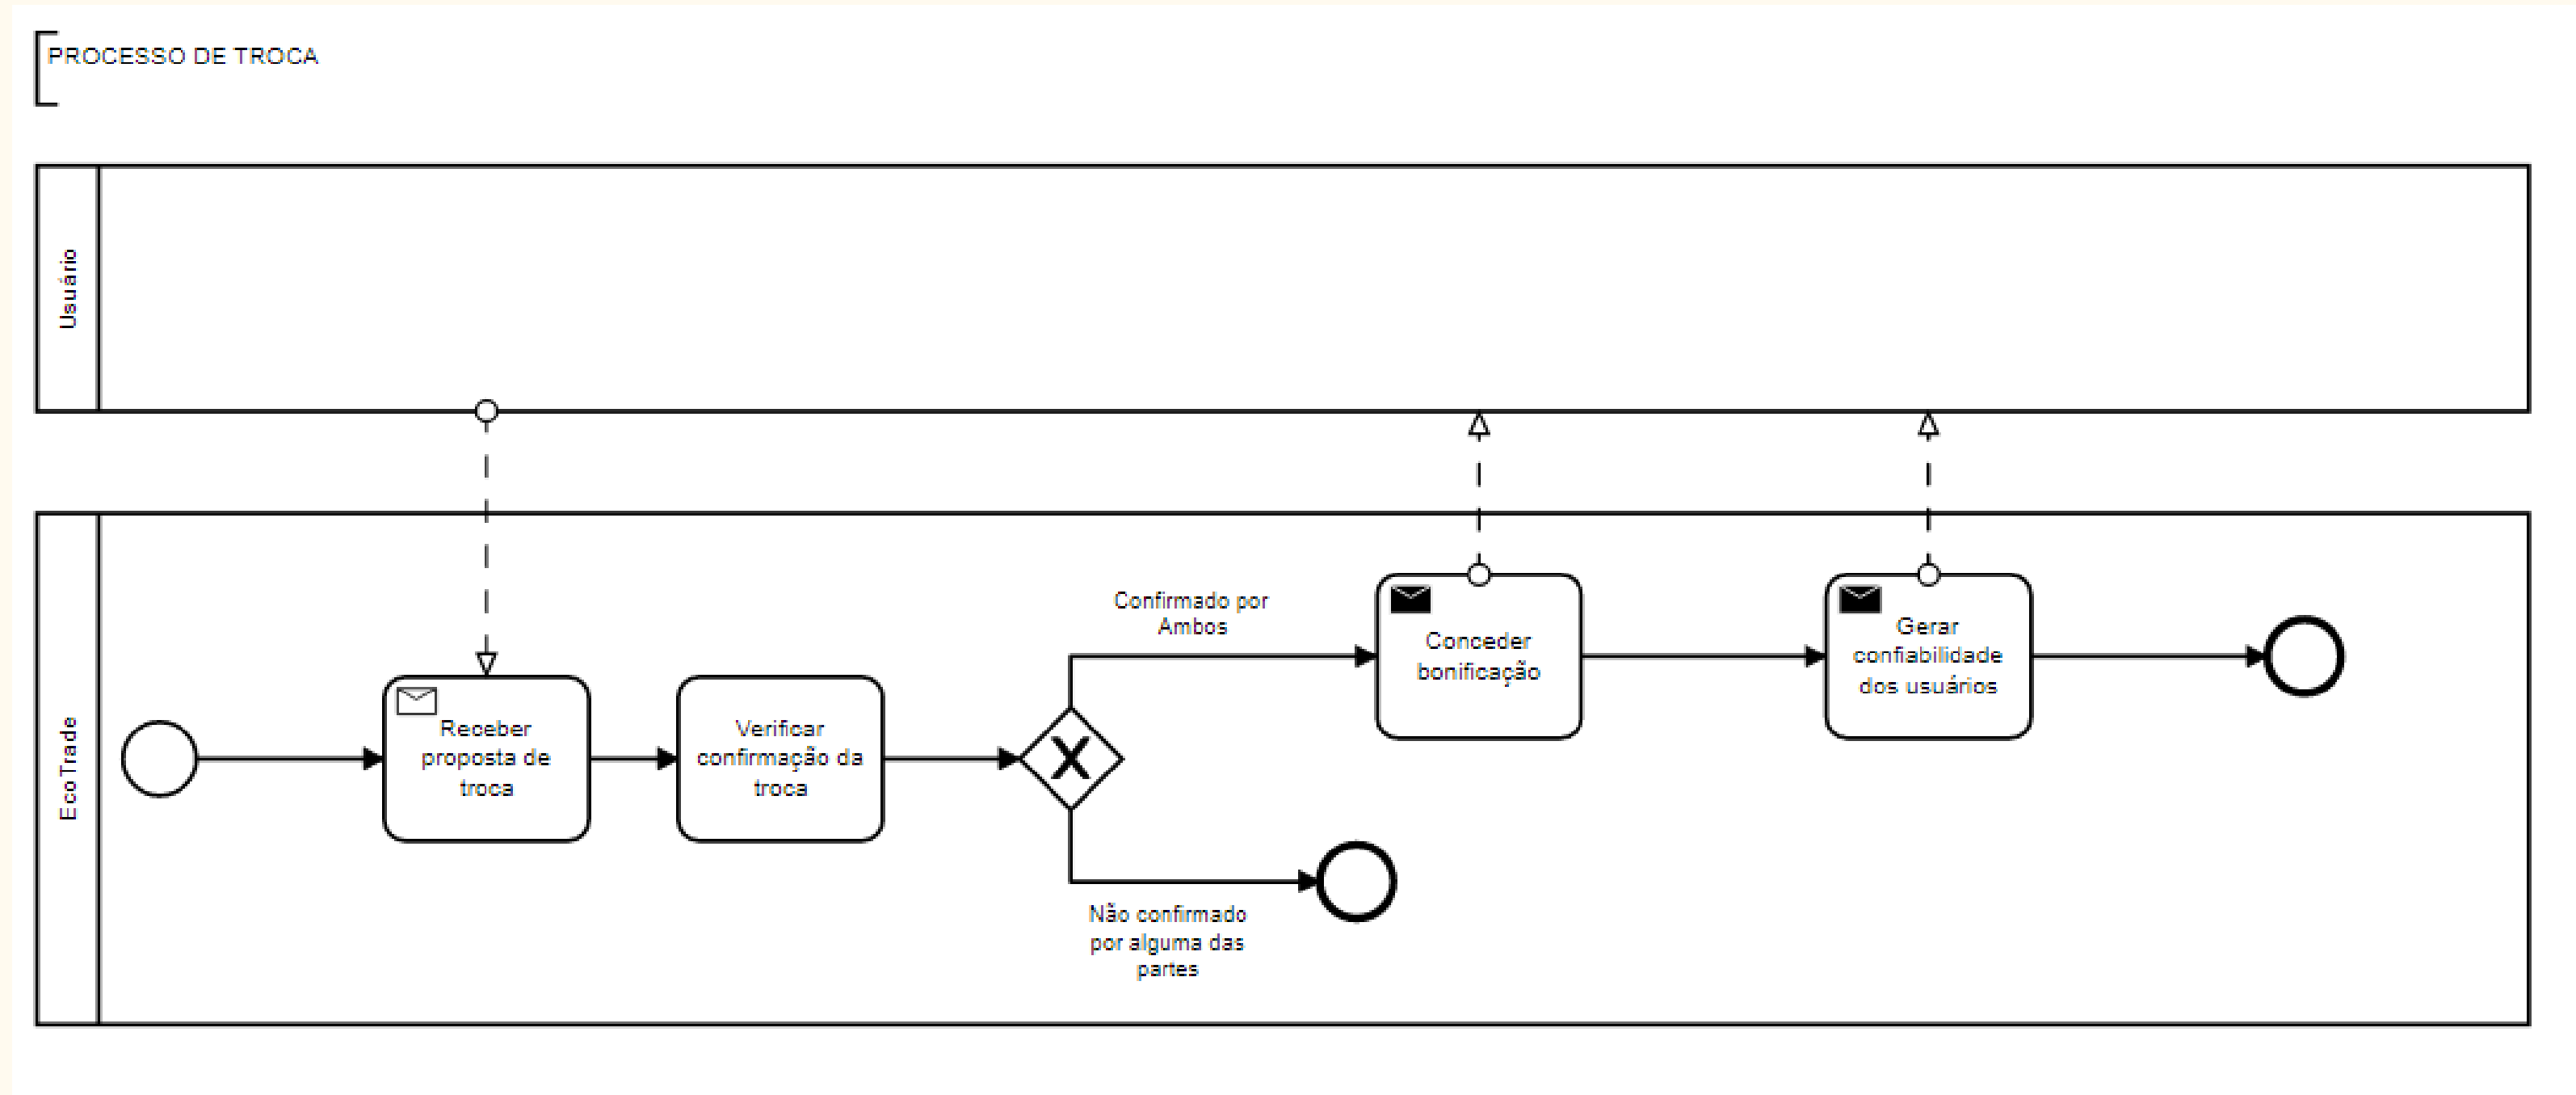 PROCESSO DE TROCA
Usuário
EcoTrade
Receber
proposta de
troca
Verificar
confirmação da
troca
Confirmado por
Ambos
Não confirmado
por alguma das
partes
Conceder
bonificação
Gerar
confiabilidade
dos usuários